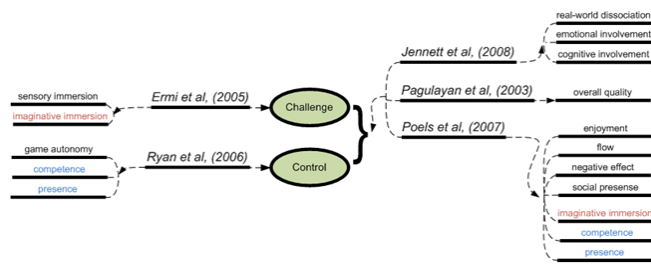 real-world dissociation
emotional involvement
Jennett et al, (2008)
cognitive involvement
sensory immersion
Ermi et al, (2005)
Challenge
Pagulayan et al, (2003)
overall quality
imaginative immersion
Poels et al, (2007)
enjoyment
flow
game autonomy
Ryan et al, (2006)
Control
negative effect
competence
social presense
presence
imaginative immersion
competence
presence